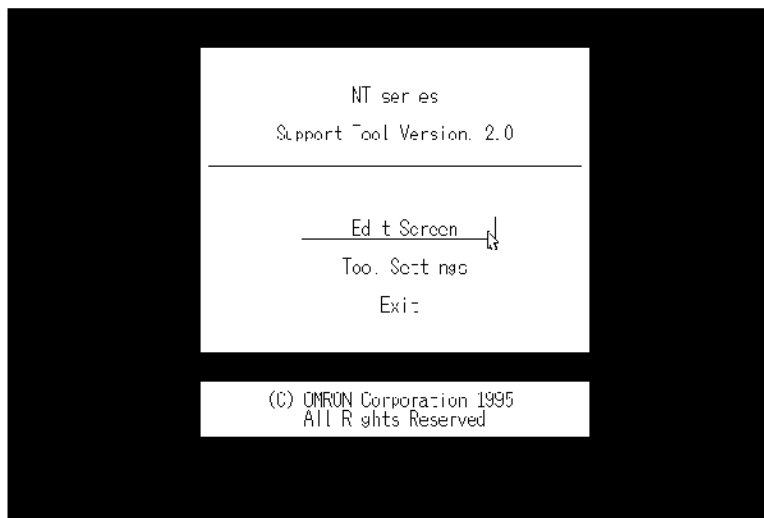 NT series
Support Tool Version. 2.0
Edit Screen
Tool Settings
Exit
(C) OMRON Corporation 1995
All Rights Reserved